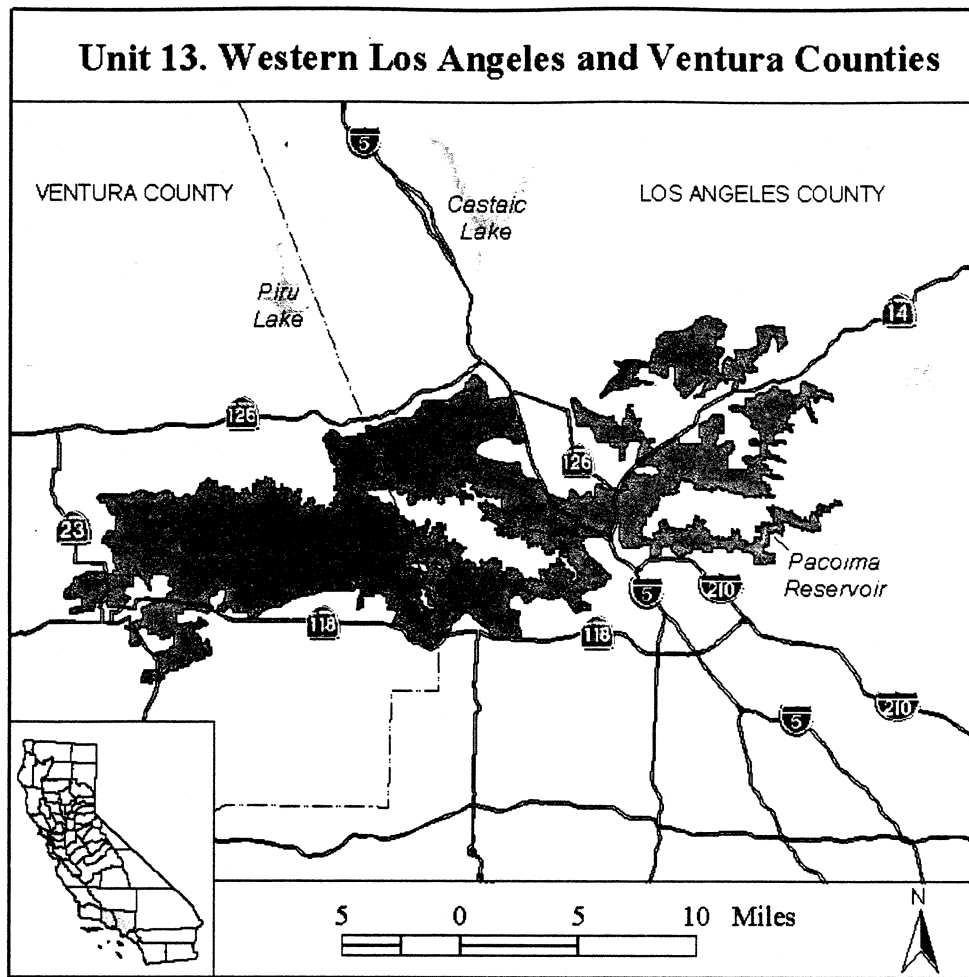 Unit 13. Western Los Angeles and Ventura Counties
5
VENTURA COUNTY
Castaic
Lake
LOS ANGELES COUNTY
Piru
Lake
14
126
126
23
Pacoima
Reservoir
5
210
118
118
210
5
5 0 5 10 Miles
N